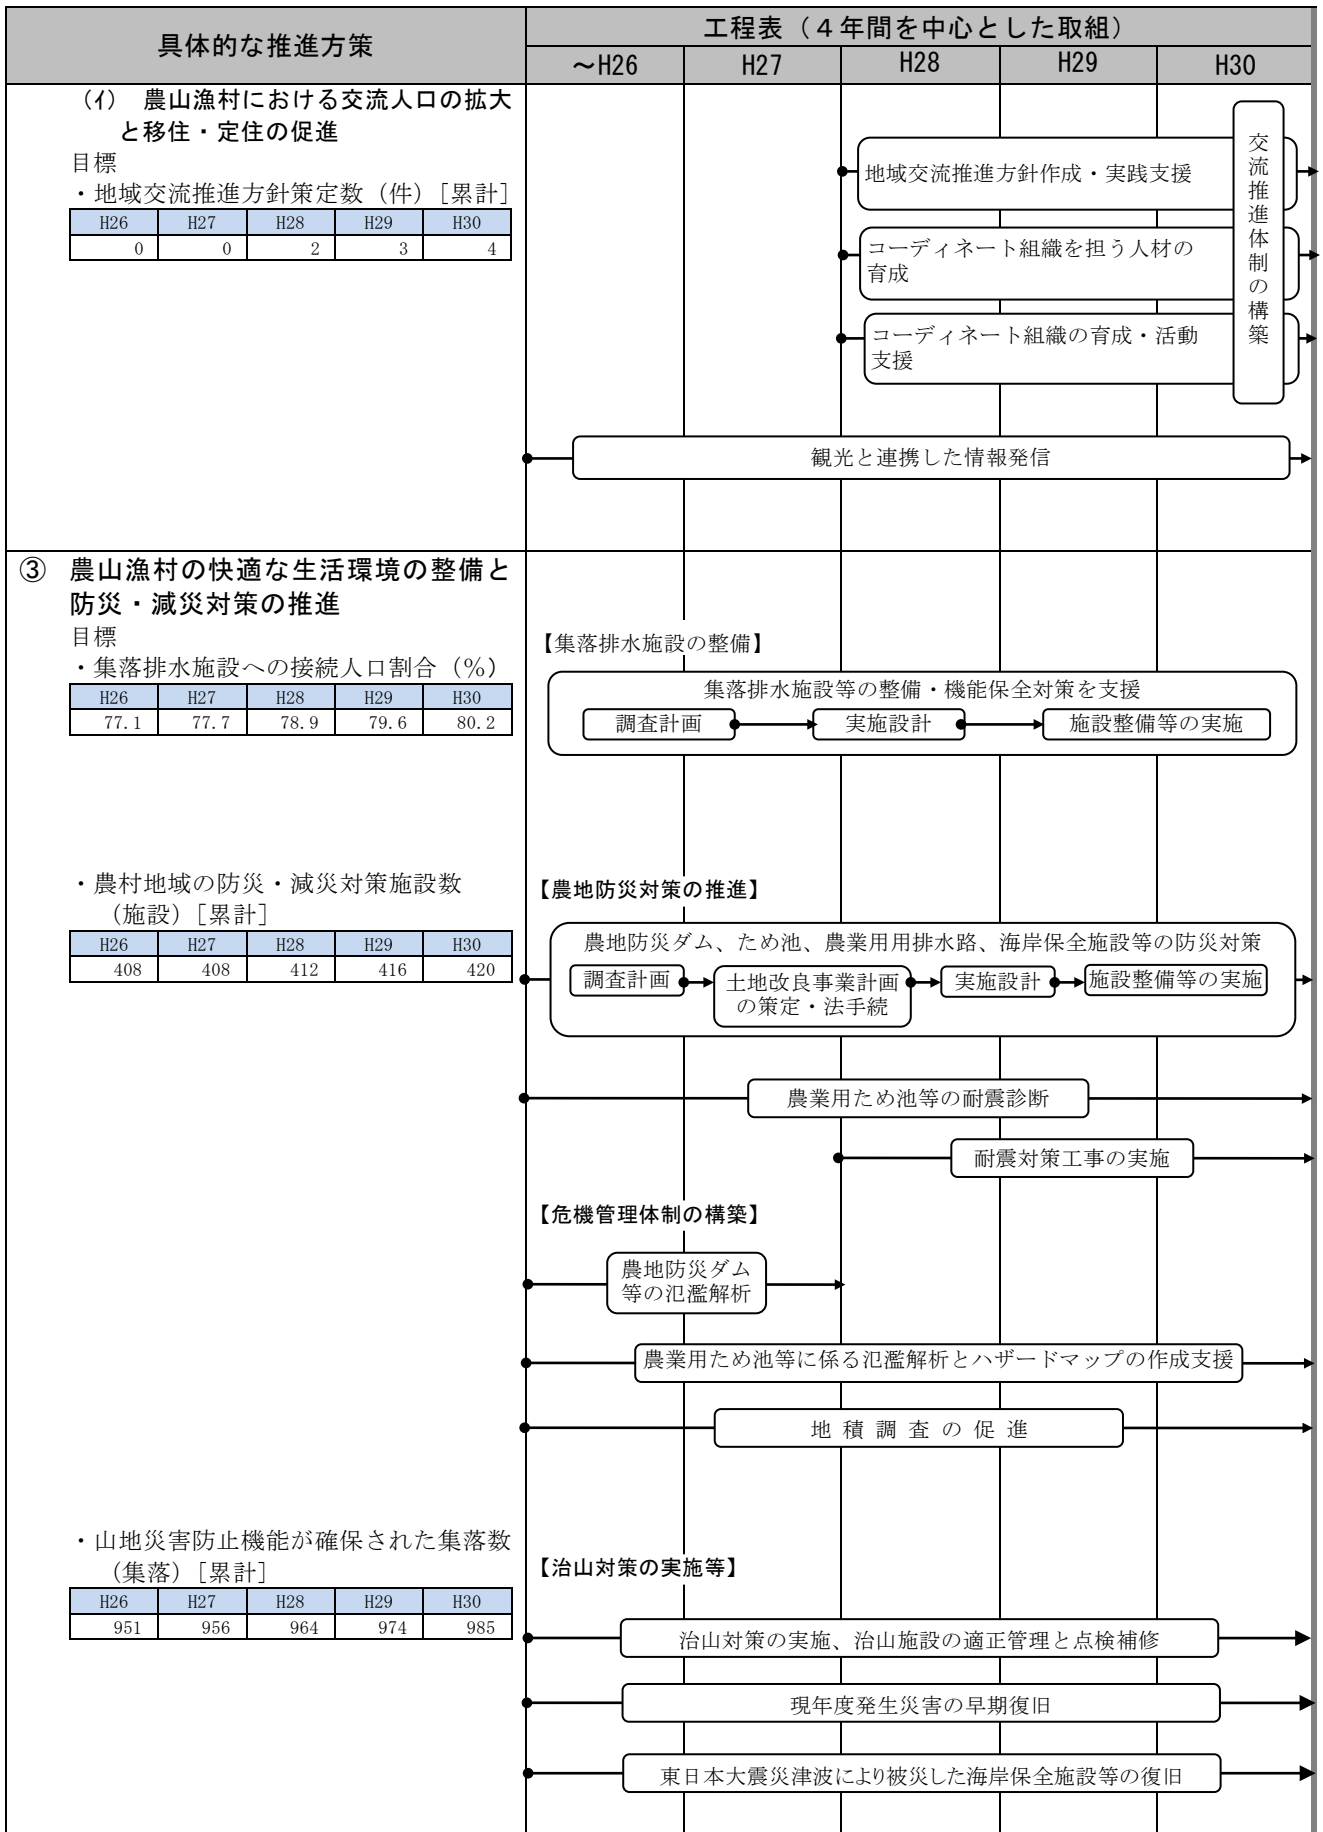 具体的な推進方策
工程表（４年間を中心とした取組）
～H26 H27 H28 H29 H30
(ｲ) 農山漁村における交流人口の拡大
と移住・定住の促進
目標
・地域交流推進方針策定数（件）［累計］
H26 H27 H28 H29 H30
0 0 2 3 4
地域交流推進方針作成・実践支援
コーディネート組織を担う人材の
育成
コーディネート組織の育成・活動
支援
交流推進体制の構築
観光と連携した情報発信
③ 農山漁村の快適な生活環境の整備と
防災・減災対策の推進
目標
・集落排水施設への接続人口割合（%）
H26 H27 H28 H29 H30
77.1 77.7 78.9 79.6 80.2
【集落排水施設の整備】
集落排水施設等の整備・機能保全対策を支援
調査計画 実施設計 施設整備等の実施
・農村地域の防災・減災対策施設数
（施設）［累計］
H26 H27 H28 H29 H30
408 408 412 416 420
【農地防災対策の推進】
農地防災ダム、ため池、農業用用排水路、海岸保全施設等の防災対策
調査計画 土地改良事業計画 実施設計 施設整備等の実施
の策定・法手続
農業用ため池等の耐震診断
耐震対策工事の実施
【危機管理体制の構築】
農地防災ダム
等の氾濫解析
農業用ため池等に係る氾濫解析とハザードマップの作成支援
地 積 調 査 の 促 進
・山地災害防止機能が確保された集落数
（集落）［累計］
H26 H27 H28 H29 H30
951 956 964 974 985
【治山対策の実施等】
治山対策の実施、治山施設の適正管理と点検補修
現年度発生災害の早期復旧
東日本大震災津波により被災した海岸保全施設等の復旧